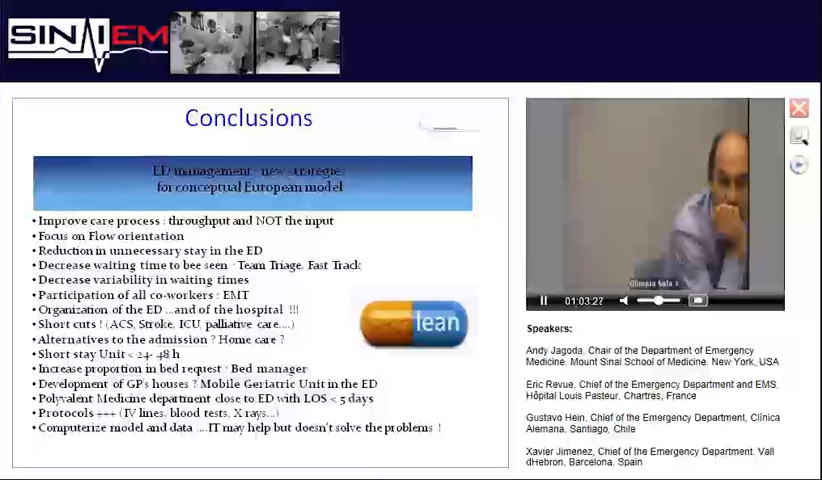 SINIEM
Conclusions
ED management : new strategies
for conceptual European model
• Improve care process : throughput and NOT the input
• Focus on Flow orientation
• Reduction in unnecessary stay in the ED
• Decrease waiting time to bee seen : Team Triage, Fast Track
• Decrease variability in waiting times
• Participation of all co-workers : EMT
• Organization of the ED ...and of the hospital !!!
• Short cuts ! (ACS, Stroke, ICU, palliative care....)
• Alternatives to the admission ? Home care ?
• Short stay Unit < 24- 48 h
• Increase proportion in bed request : Bed manager
• Development of GP's houses ? Mobile Geriatric Unit in the ED
• Polyvalent Medicine department close to ED with LOS < 5 days
• Protocols +++ ( IV lines, blood tests, X rays...)
• Computerize model and data ....IT may help but doesn't solve the problems !
lean
Olimpia Sala 1
01:03:27
Speakers:
Andy Jagoda, Chair of the Department of Emergency
Medicine. Mount Sinai School of Medicine. New York, USA
Eric Revue, Chief of the Emergency Department and EMS,
Hôpital Louis Pasteur, Chartres, France
Gustavo Hein, Chief of the Emergency Department, Clínica
Alemana, Santiago, Chile
Xavier Jimenez, Chief of the Emergency Department. Vall
dHebron, Barcelona. Spain